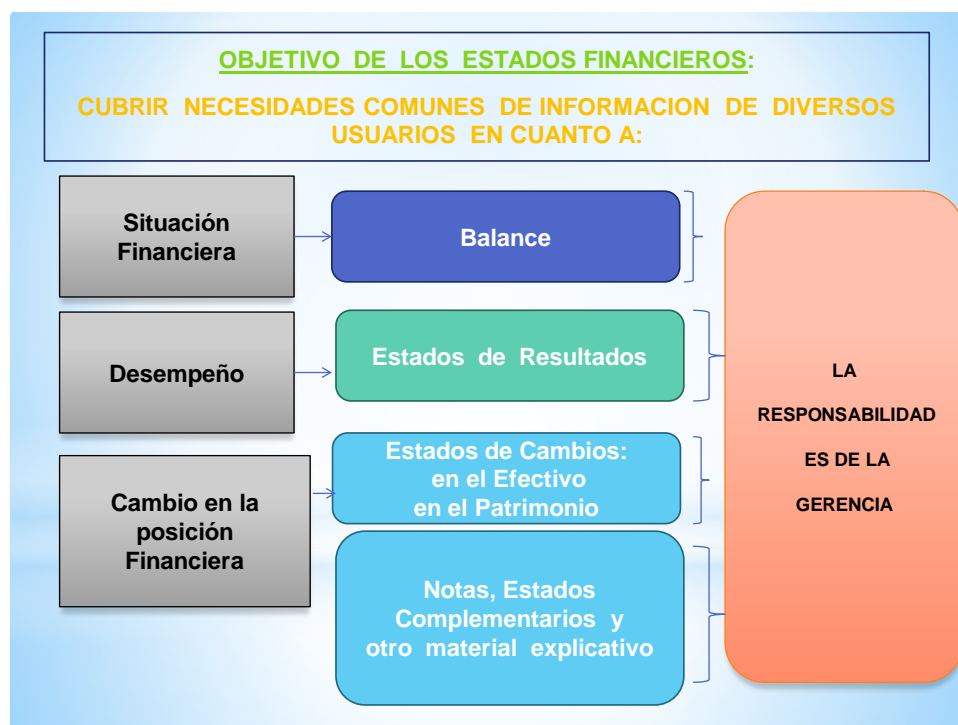 OBJETIVO DE LOS ESTADOS FINANCIEROS:
CUBRIR NECESIDADES COMUNES DE INFORMACION DE DIVERSOS
USUARIOS EN CUANTO A:
Situación
Financiera
Balance
Desempeño
Estados de Resultados
Cambio en la
posición
Financiera
Estados de Cambios:
en el Efectivo
en el Patrimonio
Notas, Estados
Complementarios y
otro material explicativo
LA
RESPONSABILIDAD
ES DE LA
GERENCIA